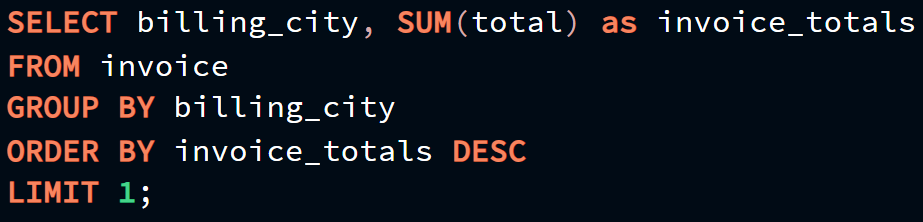 SELECT billing_city, SUM(total) as invoice_totals
FROM invoice
GROUP BY billing_city
ORDER BY invoice_totals DESC
LIMIT 1;